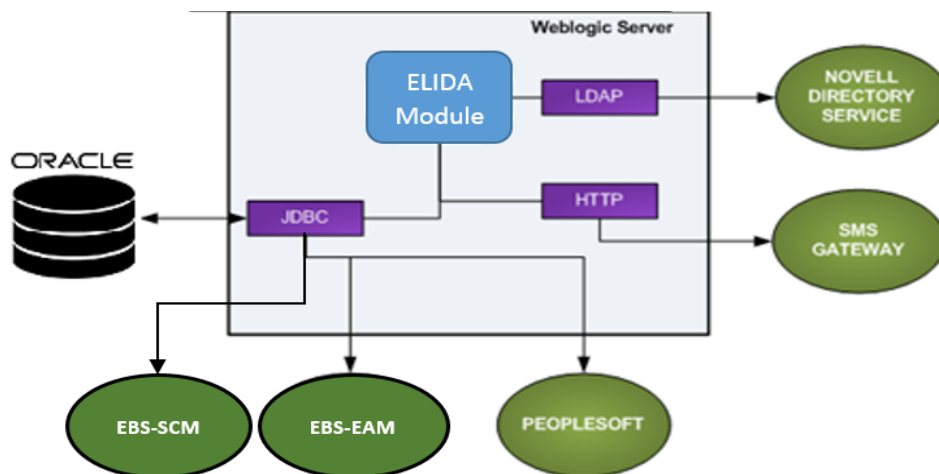 Weblogic Server
ELIDA
Module
LDAP
NOVELL
DIRECTORY
SERVICE
ORACLE
JDBC
HTTP
SMS
GATEWAY
EBS-SCM
EBS-EAM
PEOPLESOFT